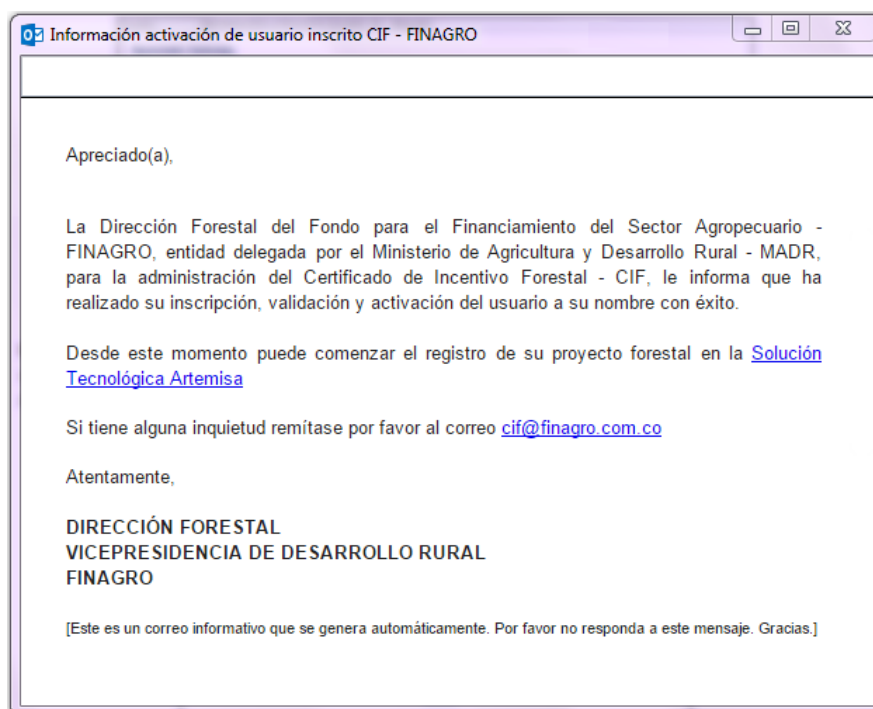 Información activación de usuario inscrito CIF - FINAGRO
Apreciado(a),
La Dirección Forestal del Fondo para el Financiamiento del Sector Agropecuario -
FINAGRO, entidad delegada por el Ministerio de Agricultura y Desarrollo Rural - MADR,
para la administración del Certificado de Incentivo Forestal - CIF, le informa que ha
realizado su inscripción, validación y activación del usuario a su nombre con éxito.
Desde este momento puede comenzar el registro de su proyecto forestal en la Solución
Tecnológica Artemisa
Si tiene alguna inquietud remítase por favor al correo cif@finagro.com.co
Atentamente,
DIRECCIÓN FORESTAL
VICEPRESIDENCIA DE DESARROLLO RURAL
FINAGRO
[Este es un correo informativo que se genera automáticamente. Por favor no responda a este mensaje. Gracias.]